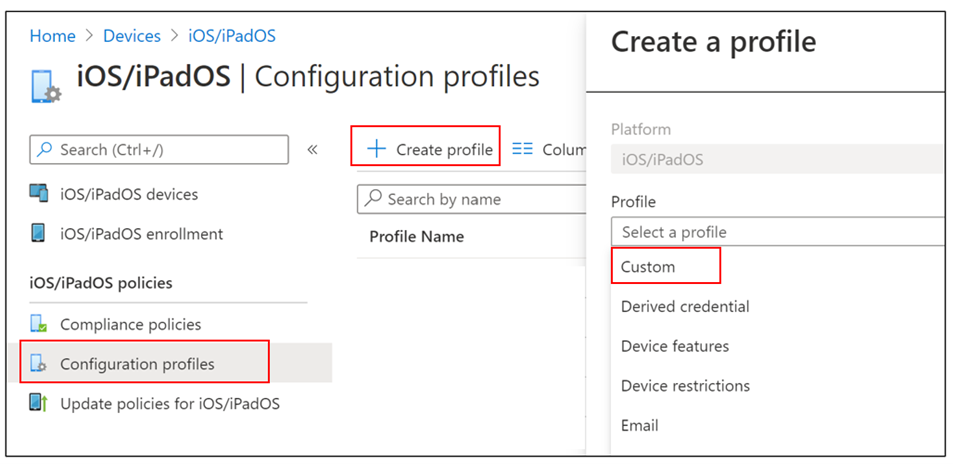 Home > Devices > iOS/iPadOS
iOS/iPadOS | Configuration profiles
Search (Ctrl+/)
«
iOS/iPadOS devices
iOS/iPadOS enrollment
iOS/iPadOS policies
Compliance policies
Configuration profiles
Update policies for iOS/iPadOS
+ Create profile
Colum
Search by name
Profile Name
Create a profile
Platform
iOS/iPadOS
Profile
Select a profile
Custom
Derived credential
Device features
Device restrictions
Email